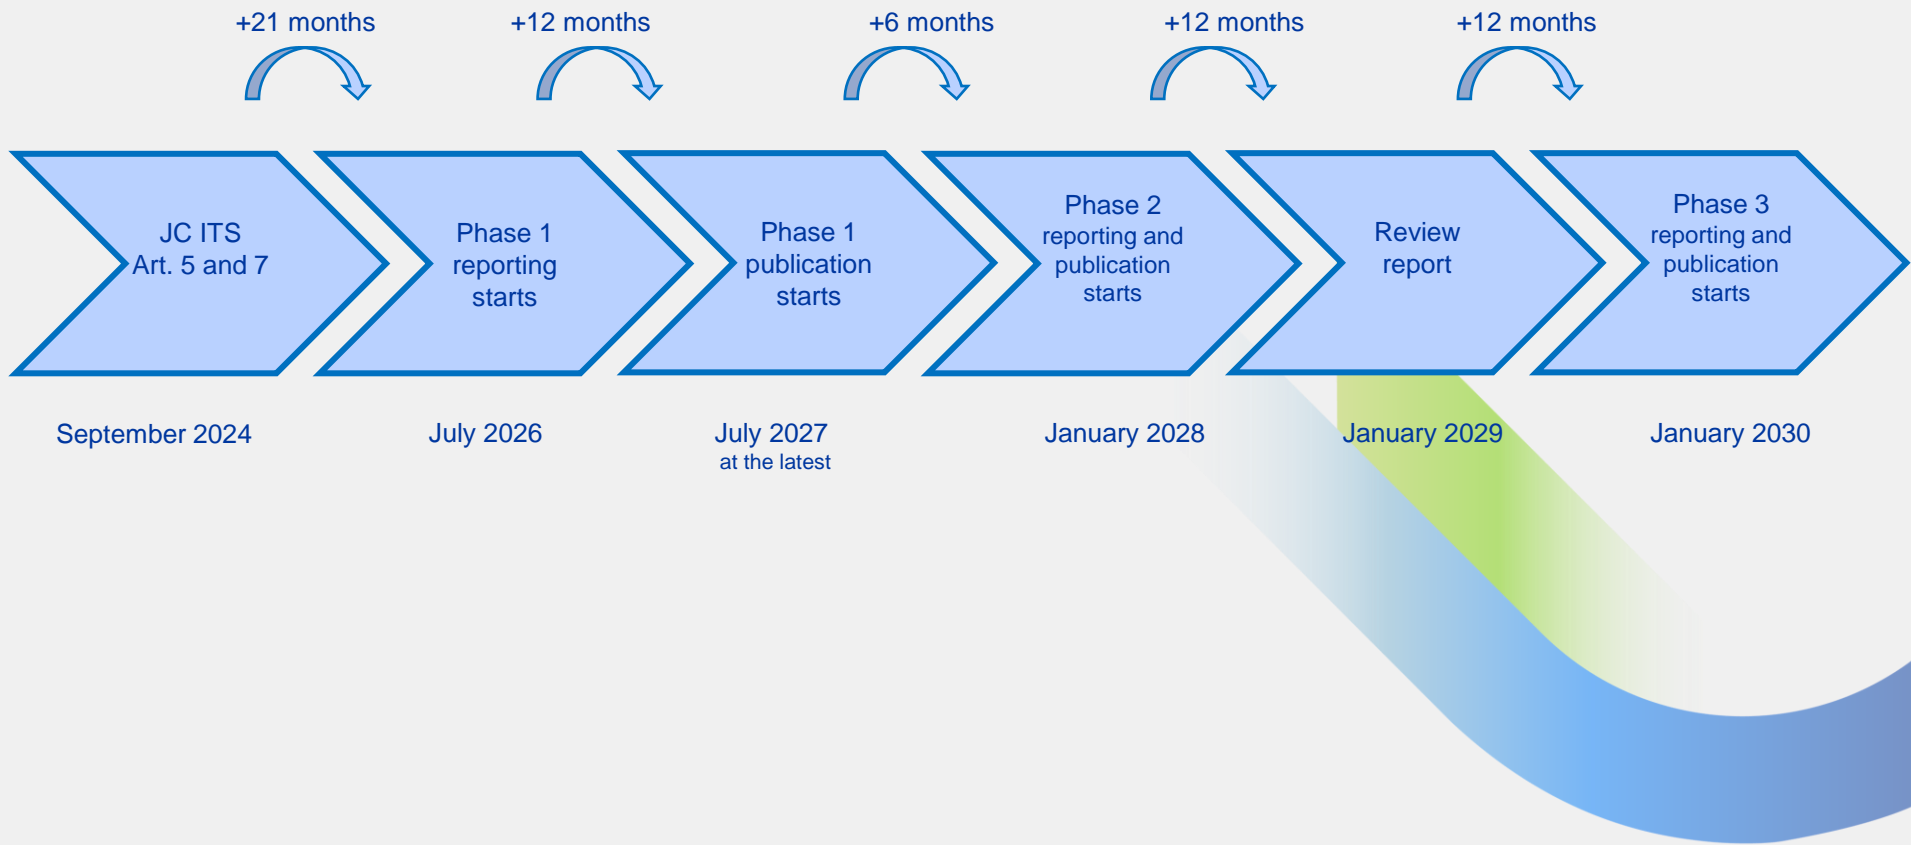 +21 months
+12 months
+6 months
+12 months
+12 months
JC ITS
Art. 5 and 7
Phase 1
reporting
starts
Phase 1
publication
starts
Phase 2
reporting and
publication
starts
Review
report
Phase 3
reporting and
publication
starts
September 2024
July 2026
July 2027
at the latest
January 2028
January 2029
January 2030